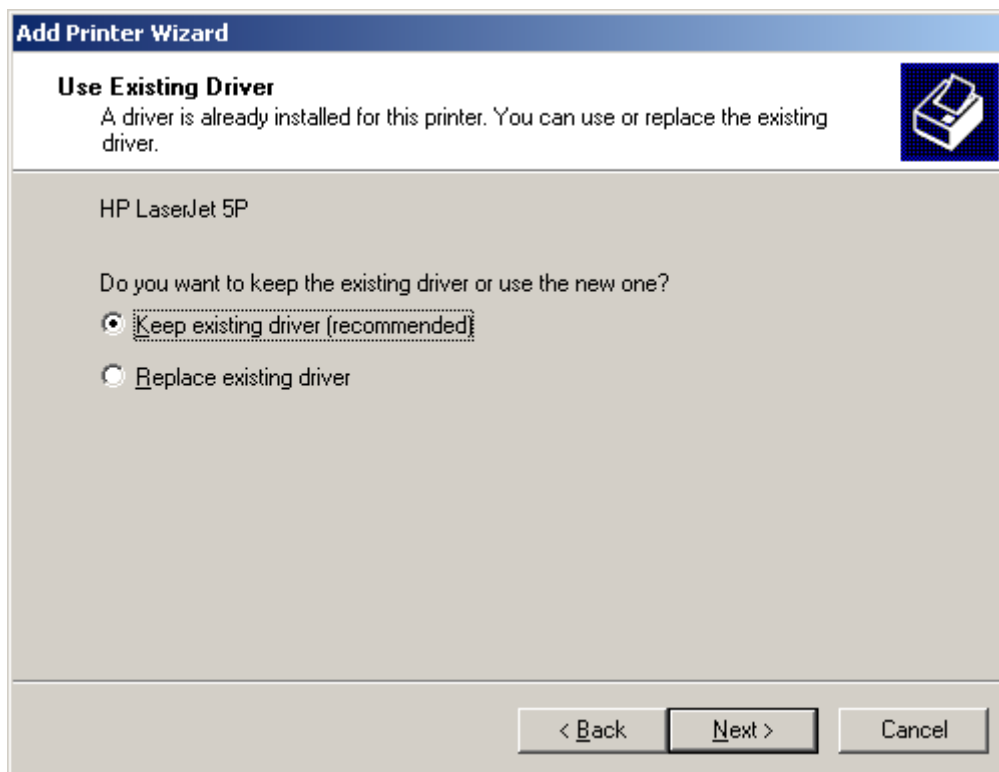 Add Printer Wizard
Use Existing Driver
A driver is already installed for this printer. You can use or replace the existing
driver.
HP LaserJet 5P
Do you want to keep the existing driver or use the new one?
Keep existing driver (recommended)
Replace existing driver
< Back
Next >
Cancel